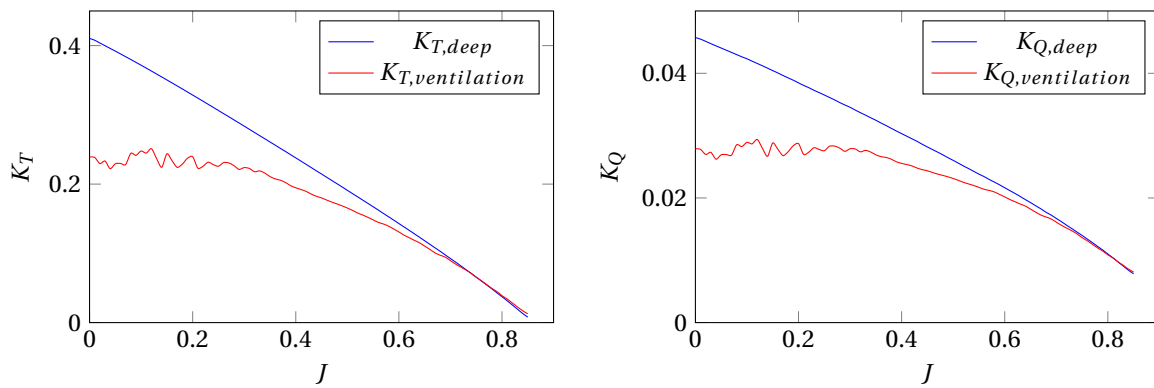 K_T
0.4
0.2
0
K_{T,deep}
K_{T,ventilation}
0 0.2 0.4 0.6 0.8
J
K_Q
0.04
0.02
0
K_{Q,deep}
K_{Q,ventilation}
0 0.2 0.4 0.6 0.8
J